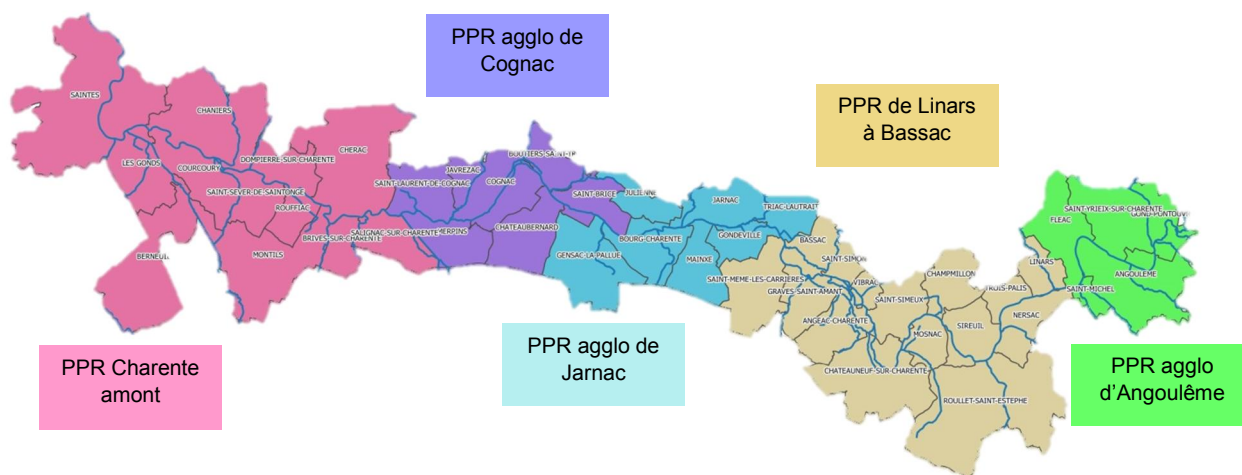 PPR agglo de
Cognac
PPR de Linars
à Bassac
SAINTES
CHANIERS
LES GONDS
COURCOURY
DOMPIERRE-SUR-CHARENTE
CHERAC
SAINT-SEVER-DE-SAINTONGE
ROUFFIAC
BERNEUIL
MONTILS
BRIVES-SUR-CHARENTE
SALIGNAC-SUR-CHARENTE
MERPINS
SAINT-LAURENT-DE-COGNAC
JAVREZAC
COGNAC
CHATEAUBERNARD
SAINT-BRICE
JULIENNE
JARNAC
TRIAC-LAUTRAIT
GENSAC-LA-PALLUE
BOURG-CHARENTE
GONDEVILLE
MAINXE
BASSAC
SAINT-SIMON
SAINT-MEME-LES-CARRIERES
VIBRAC
GRAVES-SAINT-AMANT
ANGEAC-CHARENTE
SAINT-SIMEUX
CHAMPMILLON
MOSNAC
SIREUIL
LINARS
NERSAC
CHATEAUNEUF-SUR-CHARENTE
ROULLET-SAINT-ESTEPHE
SAINT-YRIEIX-SUR-CHARENTE
FLEAC
ANGOULEME
SAINT-MICHEL
PPR Charente
amont
PPR agglo de
Jarnac
PPR agglo
d'Angoulême